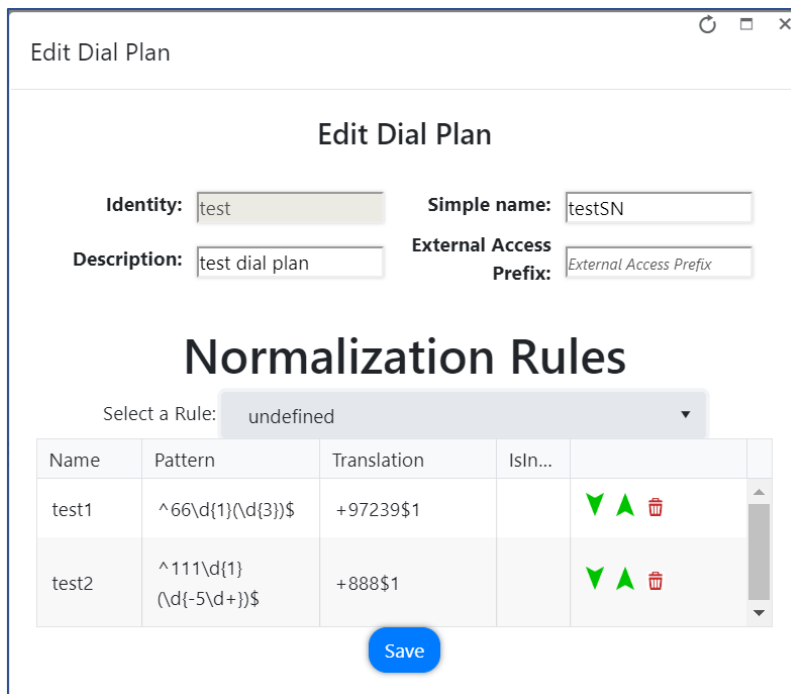 Edit Dial Plan
Edit Dial Plan
Identity: test Simple name: testSN
Description: test dial plan External Access
Prefix: External Access Prefix
Normalization Rules
Select a Rule: undefined
Name Pattern Translation IsIn...
test1 ^66\d{1}(\d{3})$ +97239$1
test2 ^111\d{1}
(\d{-5\d+})$ +888$1
Save